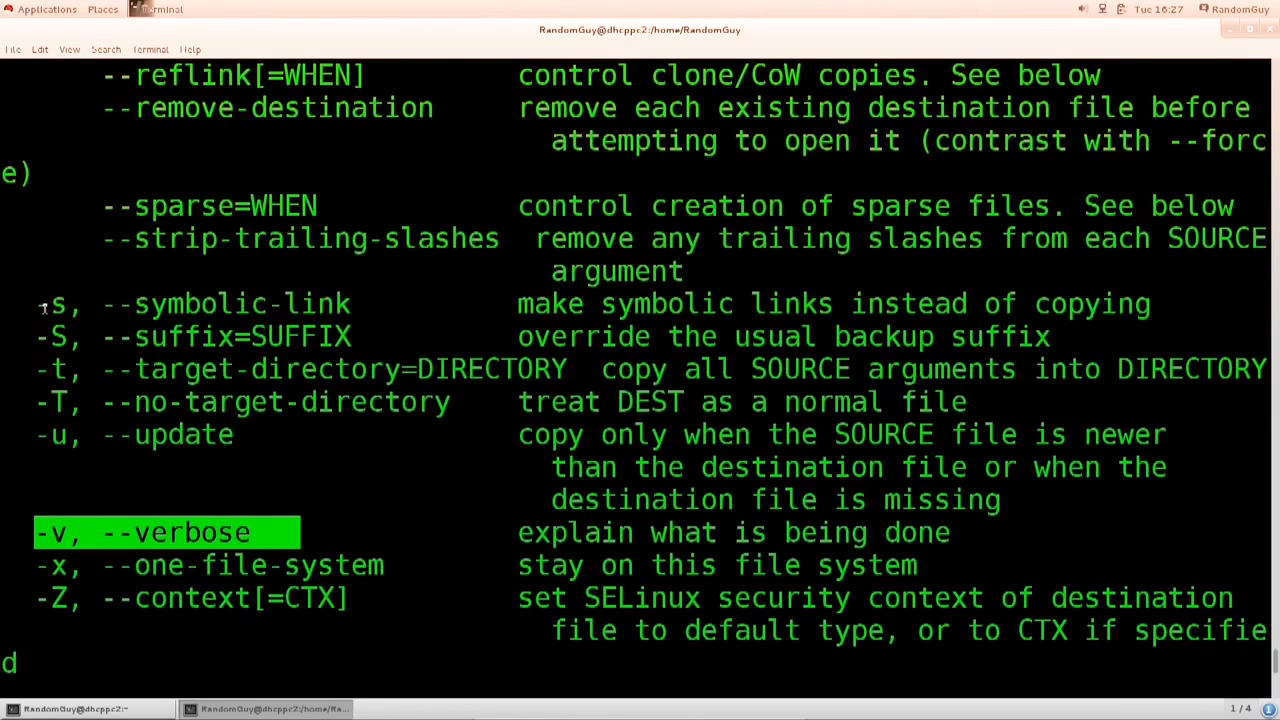 Applications Places Terminal Tue 16:27 RandomGuy
RandomGuy@dhcppc2:/home/RandomGuy
File Edit View Search Terminal Help
--reflink[=WHEN] control clone/CoW copies. See below
--remove-destination remove each existing destination file before
attempting to open it (contrast with --forc
e)
--sparse=WHEN control creation of sparse files. See below
--strip-trailing-slashes remove any trailing slashes from each SOURCE
argument
-s, --symbolic-link make symbolic links instead of copying
-S, --suffix=SUFFIX override the usual backup suffix
-t, --target-directory=DIRECTORY copy all SOURCE arguments into DIRECTORY
-T, --no-target-directory treat DEST as a normal file
-u, --update copy only when the SOURCE file is newer
than the destination file or when the
destination file is missing
-v, --verbose explain what is being done
-x, --one-file-system stay on this file system
-Z, --context[=CTX] set SELinux security context of destination
file to default type, or to CTX if specifie
d
RandomGuy@dhcppc2:~ RandomGuy@dhcppc2:/home/Ra... 1 / 4 1